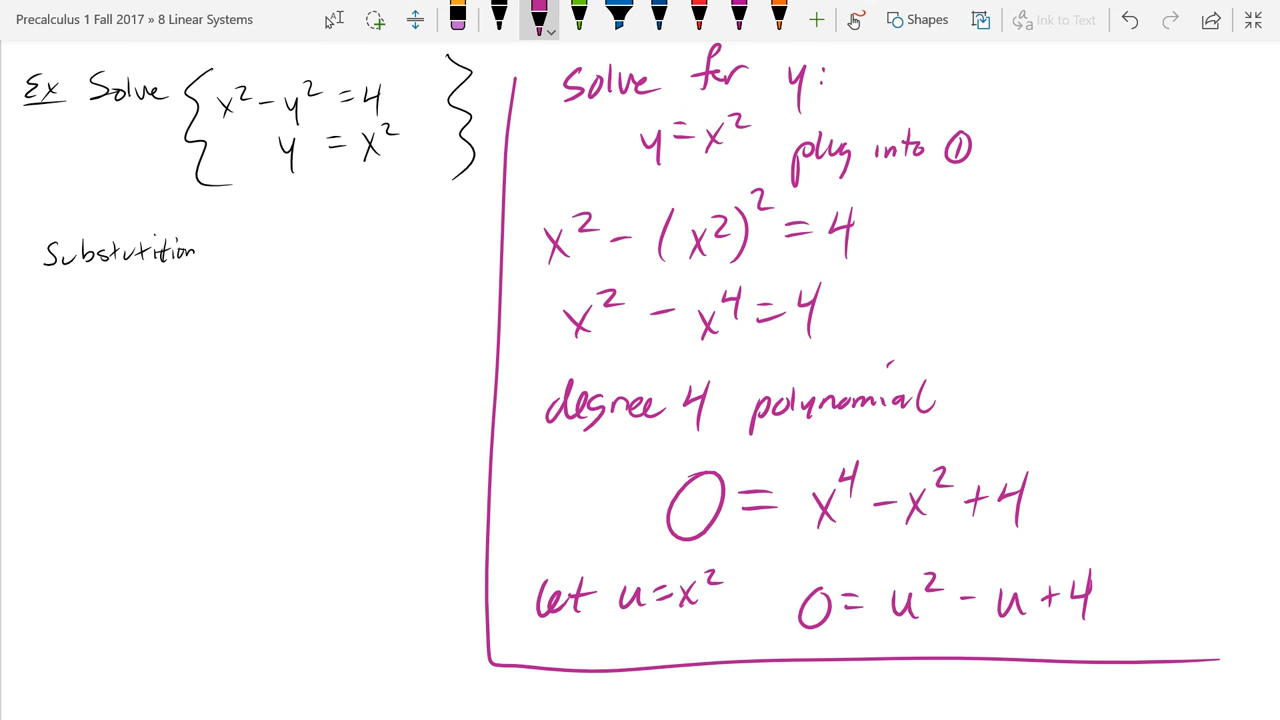 Precalculus 1 Fall 2017 » 8 Linear Systems
Shapes
Ink to Text
Ex Solve { x² - y² = 4
y = x² }
Substutition
Solve for y:
y = x² plug into ①
x² - (x²)² = 4
x² - x⁴ = 4
degree 4 polynomial
0 = x⁴ - x² + 4
let u = x² 0 = u² - u + 4